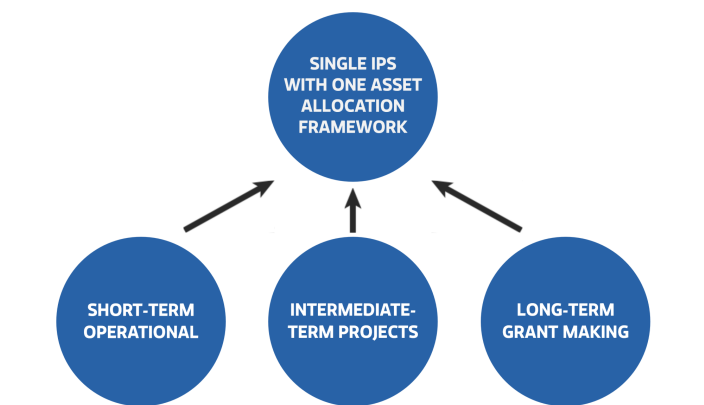 SINGLE IPS
WITH ONE ASSET
ALLOCATION
FRAMEWORK
SHORT-TERM
OPERATIONAL
INTERMEDIATE-
TERM PROJECTS
LONG-TERM
GRANT MAKING